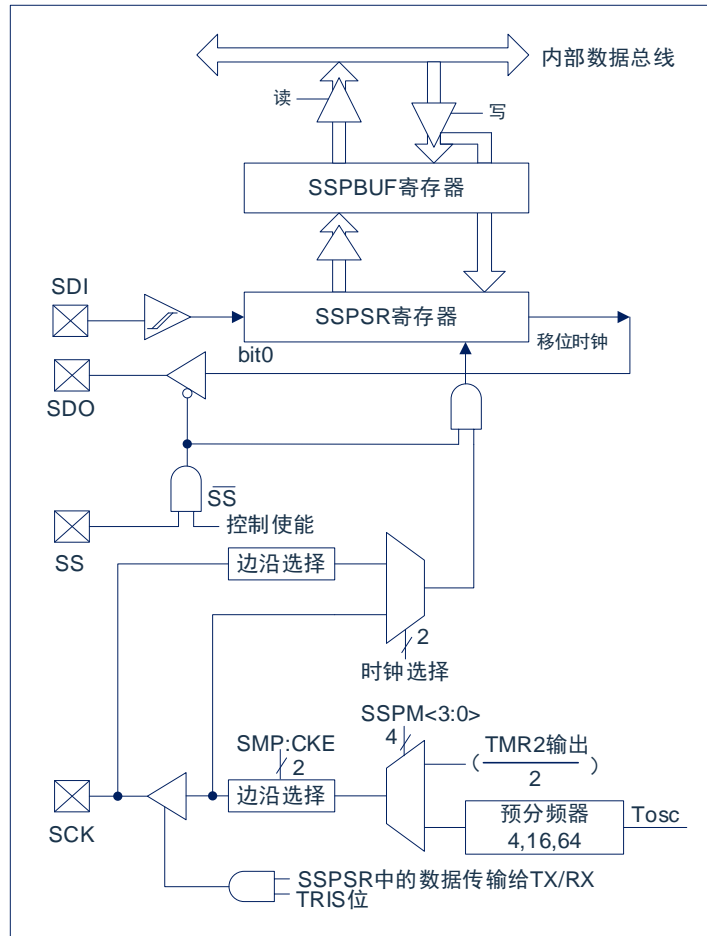 内部数据总线
读
写
SSPBUF寄存器
SDI
SSPSR寄存器
bit0
移位时钟
SDO
SS
控制使能
SS
边沿选择
2
时钟选择
SSPM<3:0>
4
SMP:CKE
2
(TMR2输出
2)
边沿选择
预分频器
4,16,64
Tosc
SCK
SSPSR中的数据传输给TX/RX
TRIS位